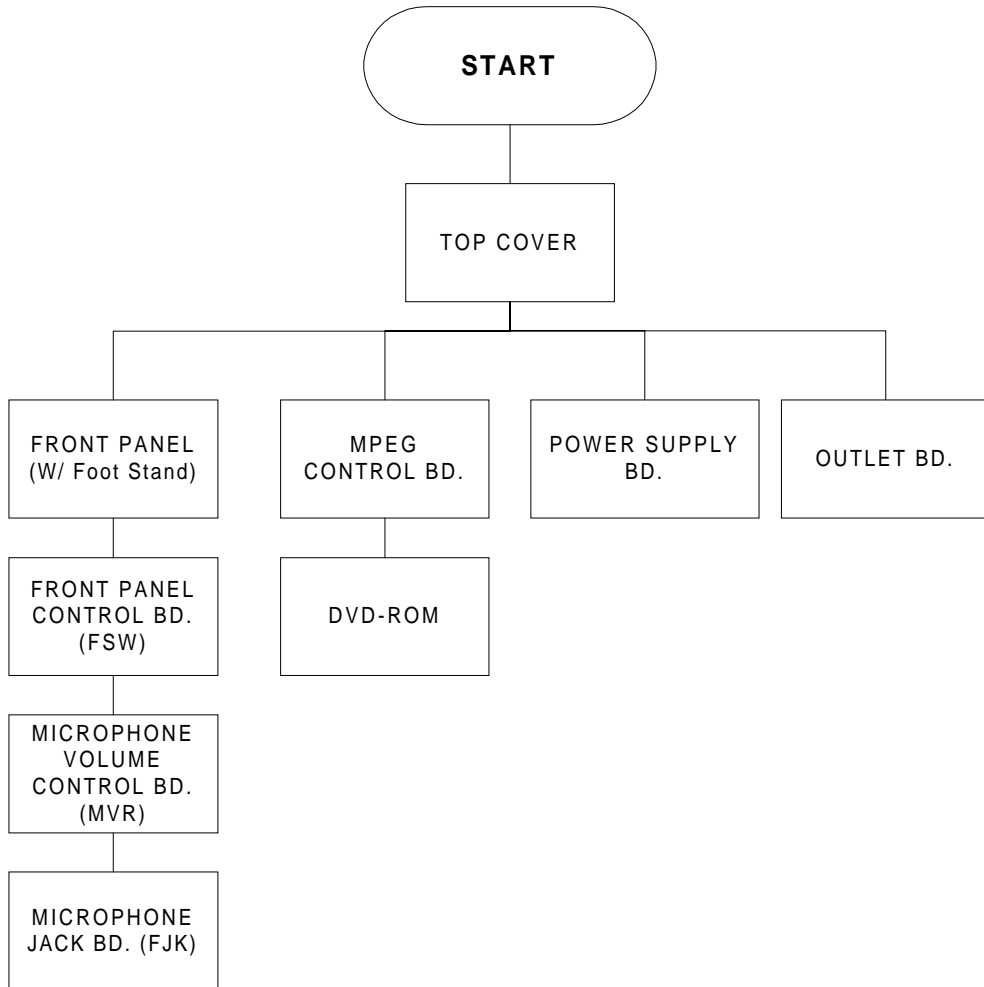 START
TOP COVER
FRONT PANEL
(W/ Foot Stand)
MPEG
CONTROL BD.
POWER SUPPLY
BD.
OUTLET BD.
FRONT PANEL
CONTROL BD.
(FSW)
DVD-ROM
MICROPHONE
VOLUME
CONTROL BD.
(MVR)
MICROPHONE
JACK BD. (FJK)